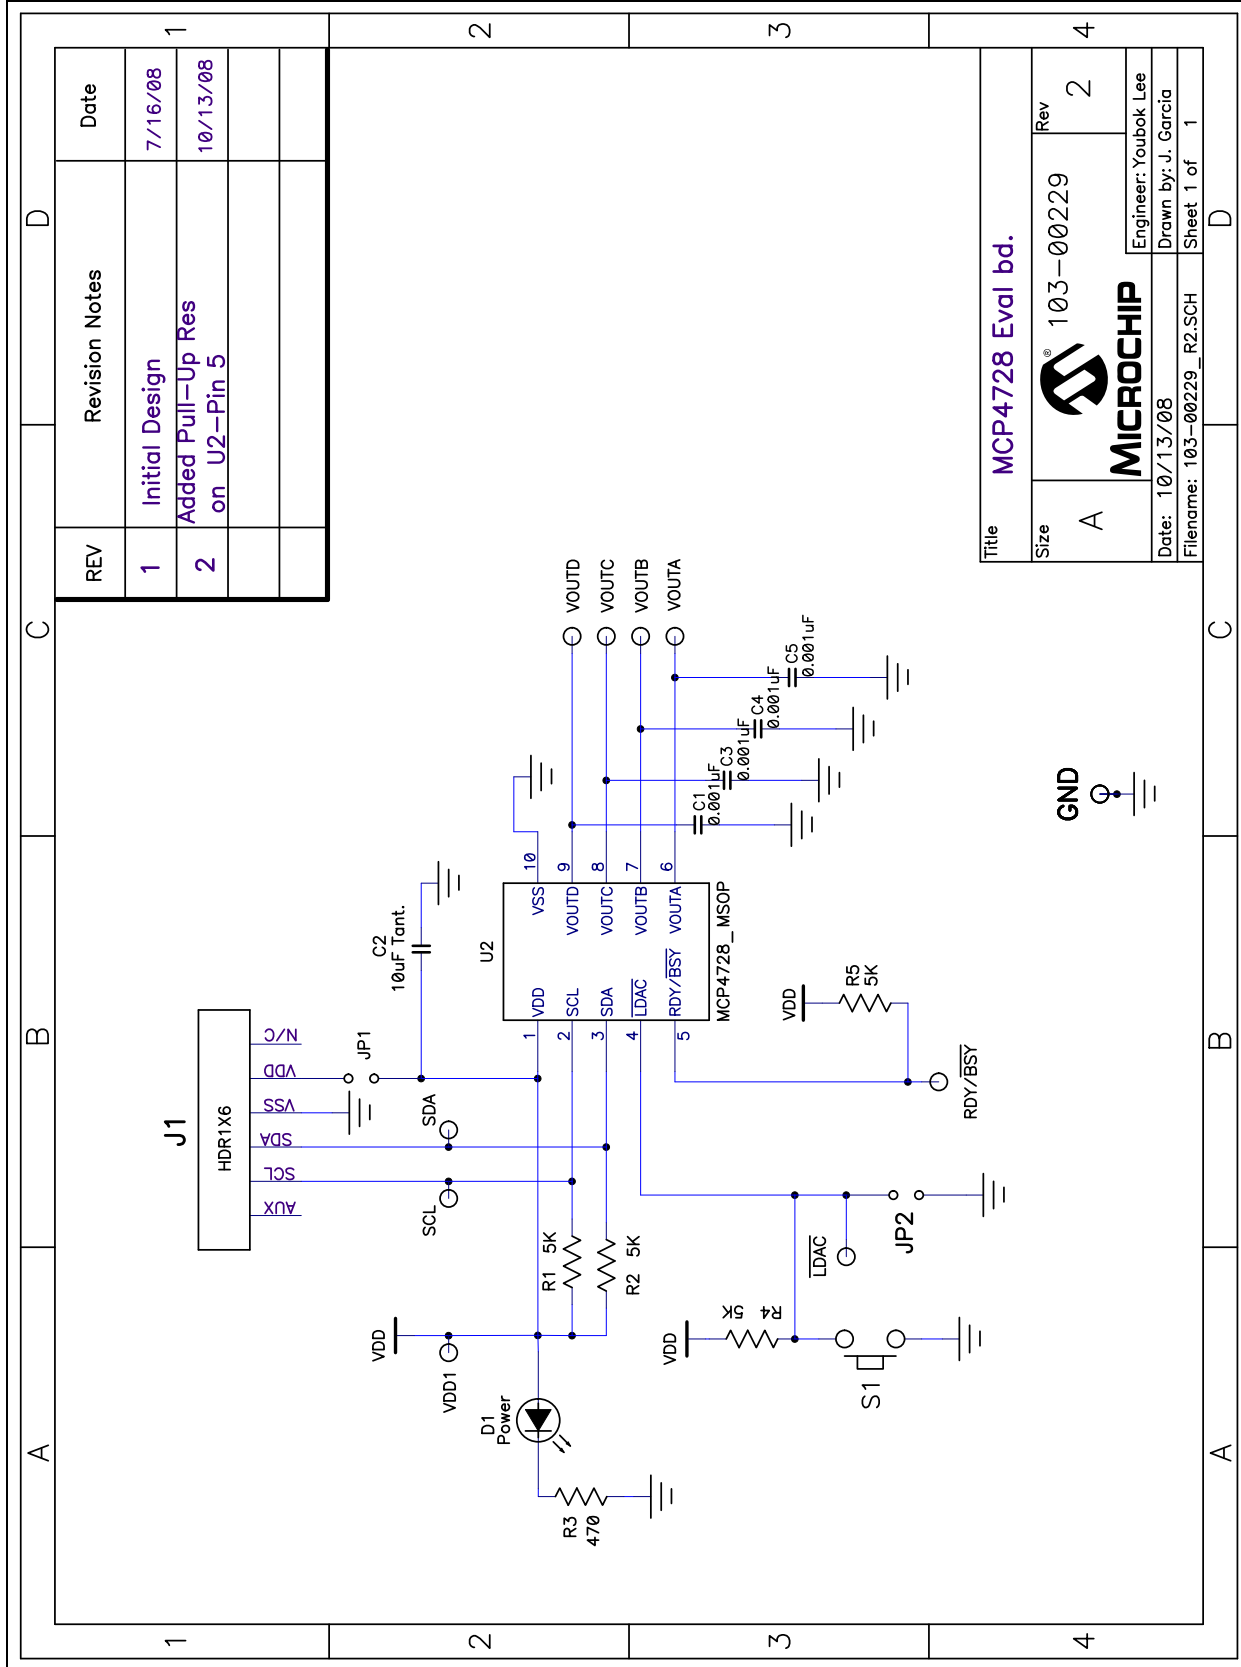 D
C
B
A
1
2
3
4
REV
Revision Notes
Date
1
Initial Design
7/16/08
2
Added Pull-Up Res
on U2-Pin 5
10/13/08
J1
HDR1X6
AUX
SCL
SDA
VSS
VDD
N/C
JP1
SCL
SDA
C2
10uF Tant.
VDD
VDD1
D1
Power
R3
470
R1
5K
R2
5K
U2
1
VDD
2
SCL
3
SDA
4
LDAC
5
RDY/BSY
VSS
10
VOUTD
9
VOUTC
8
VOUTB
7
VOUTA
6
MCP4728_MSOP
VOUTD
VOUTC
VOUTB
VOUTA
C1
0.001uF
C3
0.001uF
C4
0.001uF
C5
0.001uF
VDD
R4
5K
S1
LDAC
JP2
VDD
R5
5K
RDY/BSY
GND
Title
MCP4728 Eval bd.
Size
A
103-00229
Rev
2
®
MICROCHIP
Engineer: Youbok Lee
Date: 10/13/08
Drawn by: J. Garcia
Filename: 103-00229_R2.SCH
Sheet 1 of 1
1
2
3
4
A
B
C
D